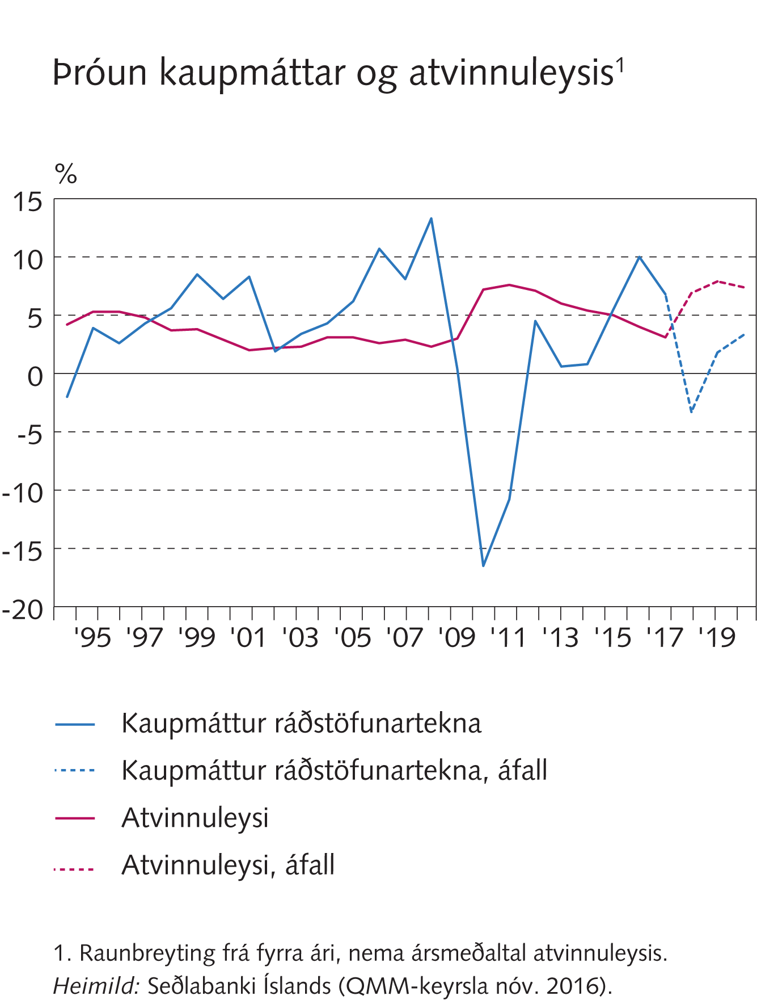 Þróun kaupmáttar og atvinnuleysis¹
%
15
10
5
0
-5
-10
-15
-20
'95 '97 '99 '01 '03 '05 '07 '09 '11 '13 '15 '17 '19
Kaupmáttur ráðstöfunartekna
Kaupmáttur ráðstöfunartekna, áfall
Atvinnuleysi
Atvinnuleysi, áfall
1. Raunbreyting frá fyrra ári, nema ársmeðaltal atvinnuleysis.
Heimild: Seðlabanki Íslands (QMM-keyrsla nóv. 2016).